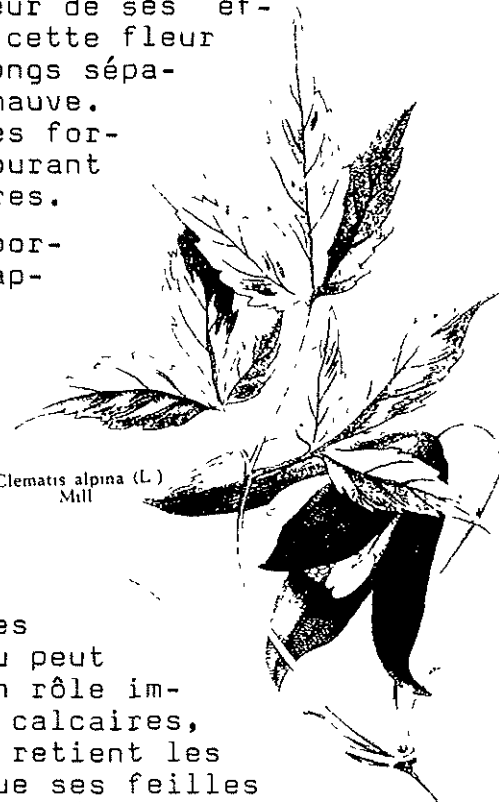 eur de ses ef-
cette fleur
ongs sépa-
mauve.
es for-
ourant
res.
por-
ap-
Clematis alpina (L.)
Mill
es
u peut
n rôle im-
calcaires,
retient les
ue ses feilles